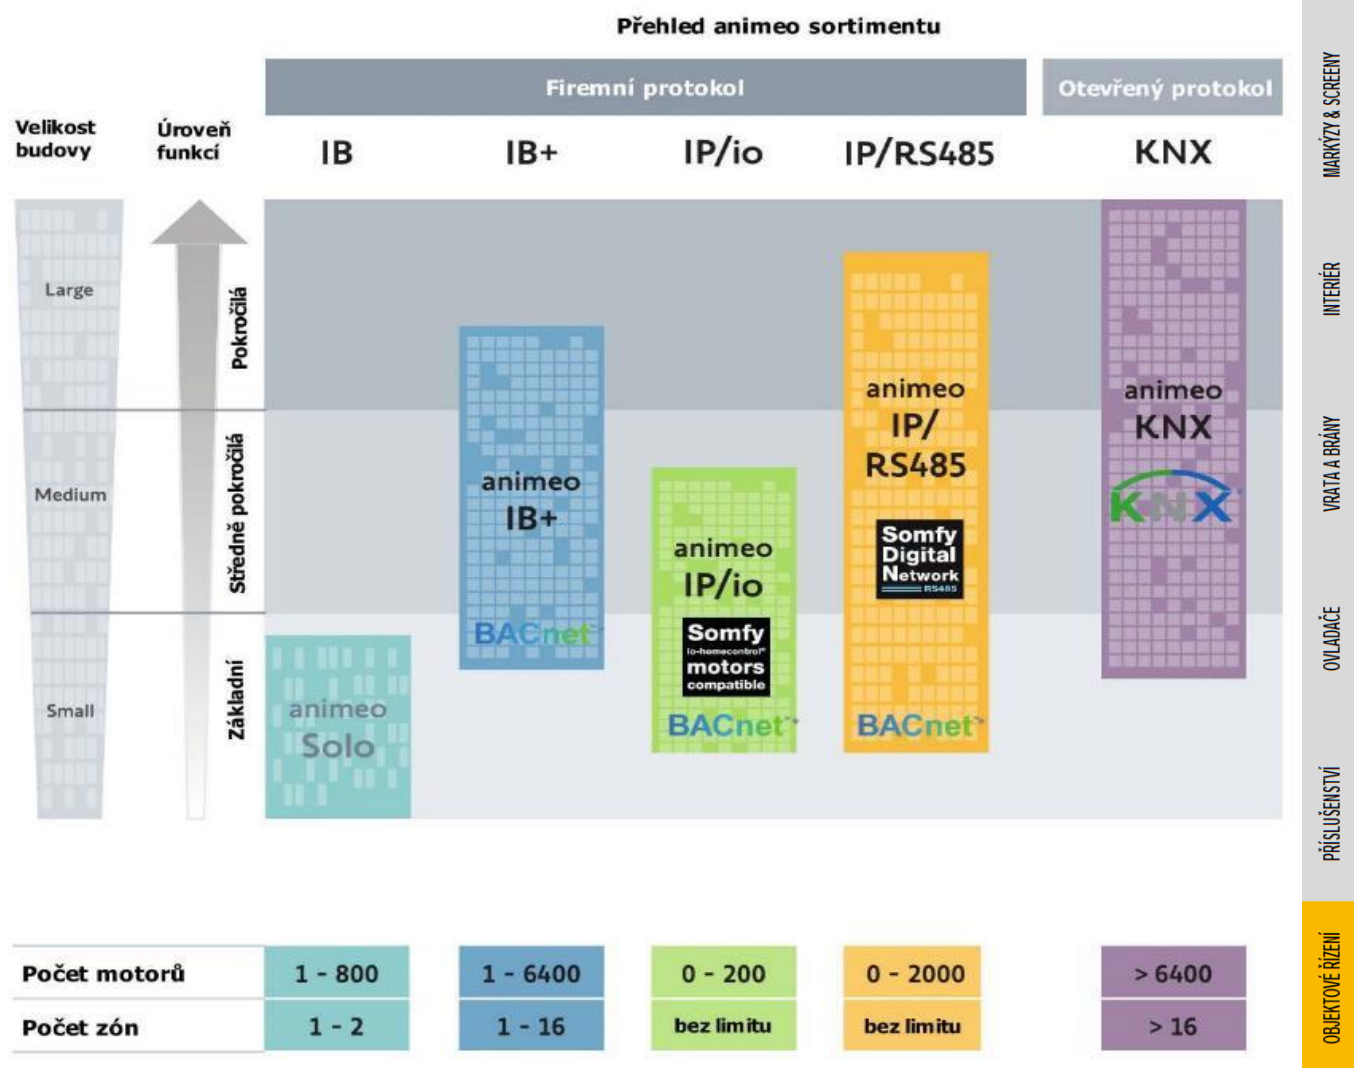 Přehled animeo sortimentu
Firemní protokol
Otevřený protokol
Velikost
budovy
Úroveň
funkcí
IB
IB+
IP/io
IP/RS485
KNX
Large
Medium
Small
Pokročilá
Středně pokročilá
Základní
animeo
Solo
animeo
IB+
BACnet™
animeo
IP/io
Somfy
io-homecontrol®
motors
compatible
BACnet™
animeo
IP/
RS485
Somfy
Digital
Network
RS485
BACnet™
animeo
KNX
KNX
Počet motorů
1 - 800
1 - 6400
0 - 200
0 - 2000
> 6400
Počet zón
1 - 2
1 - 16
bez limitu
bez limitu
> 16
MARKÝZY & SCREENY
INTERIÉR
VRATA A BRÁNY
OVLADAČE
PŘÍSLUŠENSTVÍ
OBJEKTOVÉ ŘÍZENÍ